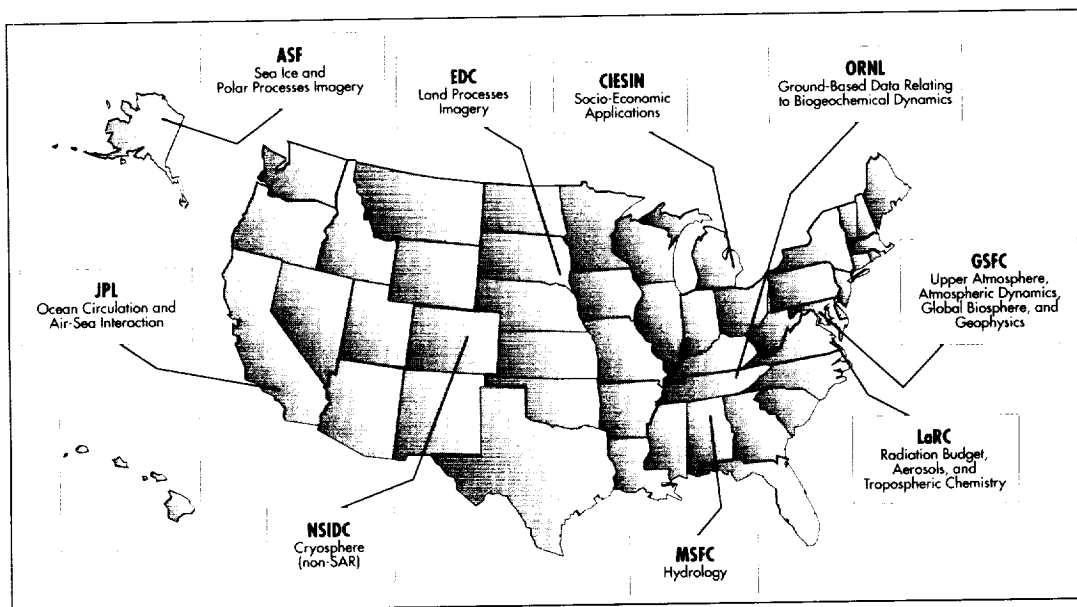 ASF
Sea Ice and
Polar Processes Imagery
EDC
Land Processes
Imagery
CIESIN
Socio-Economic
Applications
ORNL
Ground-Based Data Relating
to Biogeochemical Dynamics
JPL
Ocean Circulation and
Air-Sea Interaction
GSFC
Upper Atmosphere,
Atmospheric Dynamics,
Global Biosphere, and
Geophysics
LaRC
Radiation Budget,
Aerosols, and
Tropospheric Chemistry
NSIDC
Cryosphere
(non-SAR)
MSFC
Hydrology